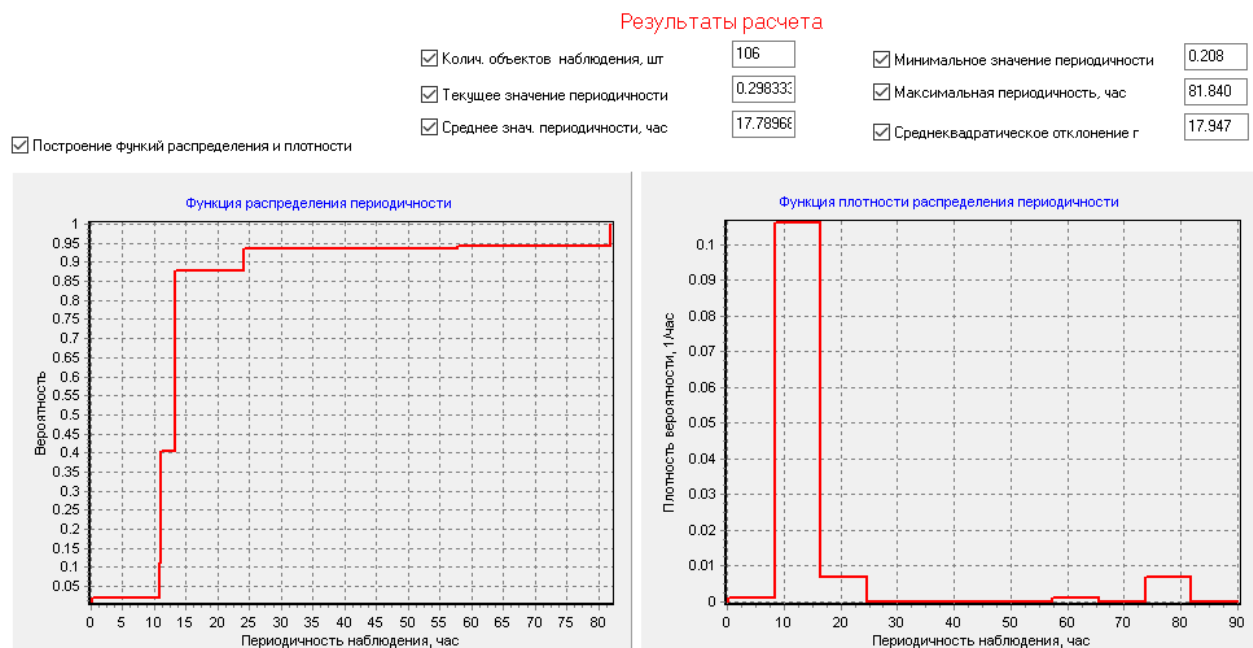 Результаты расчета
Колич. объектов наблюдения, шт 106
Минимальное значение периодичности 0.208
Текущее значение периодичности 0.29833
Максимальная периодичность, час 81.840
Среднее знач. периодичности, час 17.7896
Среднеквадратическое отклонение г 17.947
Построение функий распределения и плотности
Функция распределения периодичности
1
0.95
0.9
0.85
0.8
0.75
0.7
0.65
0.6
0.55
0.5
0.45
0.4
0.35
0.3
0.25
0.2
0.15
0.1
0.05
Вероятность
0 5 10 15 20 25 30 35 40 45 50 55 60 65 70 75 80
Периодичность наблюдения, час
Функция плотности распределения периодичности
0.1
0.09
0.08
0.07
0.06
0.05
0.04
0.03
0.02
0.01
0
Плотность вероятности, 1/час
0 10 20 30 40 50 60 70 80 90
Периодичность наблюдения, час